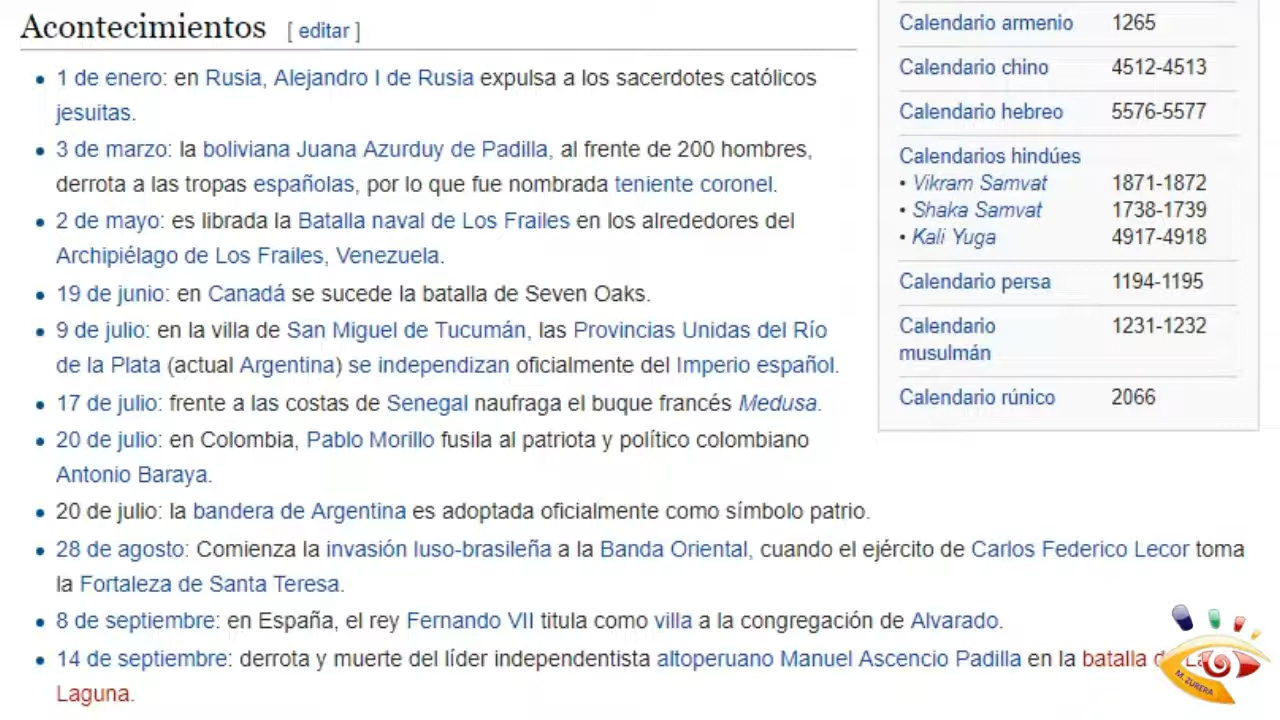 Acontecimientos [ editar ]
1 de enero: en Rusia, Alejandro I de Rusia expulsa a los sacerdotes católicos
jesuitas.
3 de marzo: la boliviana Juana Azurduy de Padilla, al frente de 200 hombres,
derrota a las tropas españolas, por lo que fue nombrada teniente coronel.
2 de mayo: es librada la Batalla naval de Los Frailes en los alrededores del
Archipiélago de Los Frailes, Venezuela.
19 de junio: en Canadá se sucede la batalla de Seven Oaks.
9 de julio: en la villa de San Miguel de Tucumán, las Provincias Unidas del Río
de la Plata (actual Argentina) se independizan oficialmente del Imperio español.
17 de julio: frente a las costas de Senegal naufraga el buque francés Medusa.
20 de julio: en Colombia, Pablo Morillo fusila al patriota y político colombiano
Antonio Baraya.
20 de julio: la bandera de Argentina es adoptada oficialmente como símbolo patrio.
28 de agosto: Comienza la invasión luso-brasileña a la Banda Oriental, cuando el ejército de Carlos Federico Lecor toma
la Fortaleza de Santa Teresa.
8 de septiembre: en España, el rey Fernando VII titula como villa a la congregación de Alvarado.
14 de septiembre: derrota y muerte del líder independentista altoperuano Manuel Ascencio Padilla en la batalla de La
Laguna.
Calendario armenio 1265
Calendario chino 4512-4513
Calendario hebreo 5576-5577
Calendarios hindúes
• Vikram Samvat 1871-1872
• Shaka Samvat 1738-1739
• Kali Yuga 4917-4918
Calendario persa 1194-1195
Calendario 1231-1232
musulmán
Calendario rúnico 2066
M. ZURERA